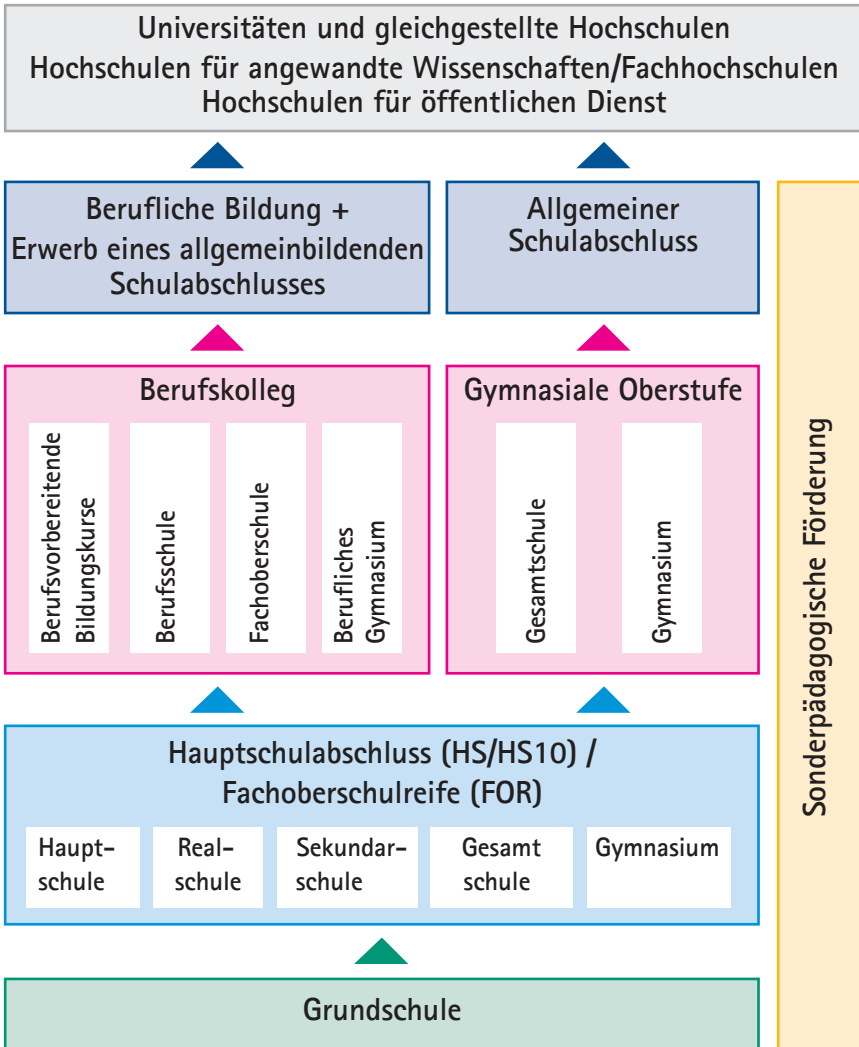 Universitäten und gleichgestellte Hochschulen
Hochschulen für angewandte Wissenschaften/Fachhochschulen
Hochschulen für öffentlichen Dienst
Berufliche Bildung +
Erwerb eines allgemeinbildenden
Schulabschlusses
Allgemeiner
Schulabschluss
Berufskolleg
Berufsvorbereitende
Bildungskurse
Berufsschule
Fachoberschule
Berufliches
Gymnasium
Gymnasiale Oberstufe
Gesamtschule
Gymnasium
Hauptschulabschluss (HS/HS10) /
Fachoberschulreife (FOR)
Haupt-
schule
Real-
schule
Sekundar-
schule
Gesamt
schule
Gymnasium
Grundschule
Sonderpädagogische Förderung